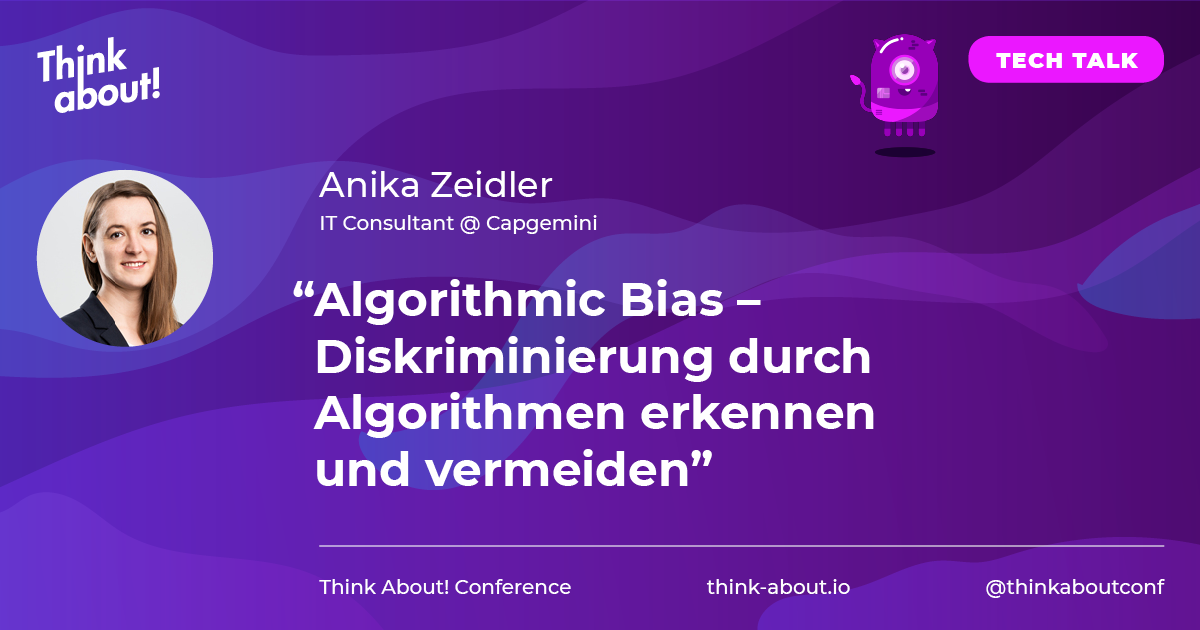 Think
about!
TECH TALK
Anika Zeidler
IT Consultant @ Capgemini
“Algorithmic Bias –
Diskriminierung durch
Algorithmen erkennen
und vermeiden”
Think About! Conference
think-about.io
@thinkaboutconf